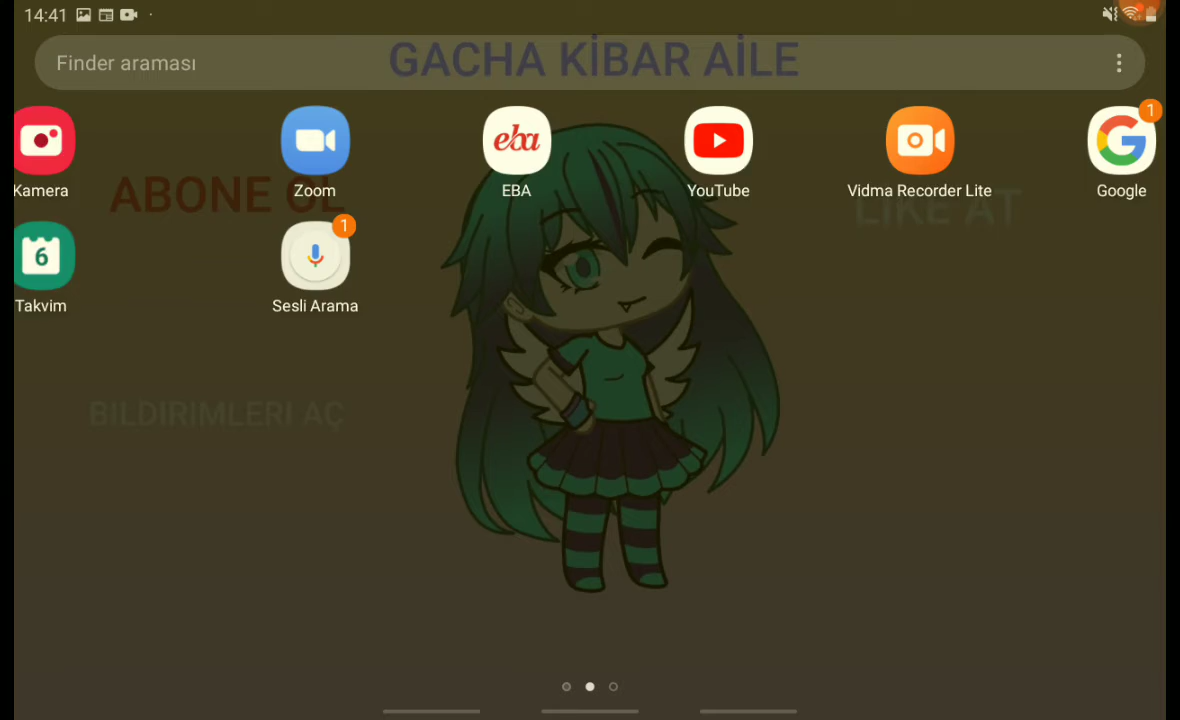 14:41
Finder araması
GACHA KİBAR AİLE
Kamera
Zoom
eba
EBA
YouTube
Vidma Recorder Lite
1
Google
ABONE OL
LIKE AT
6
Takvim
1
Sesli Arama
BILDIRIMLERI AÇ